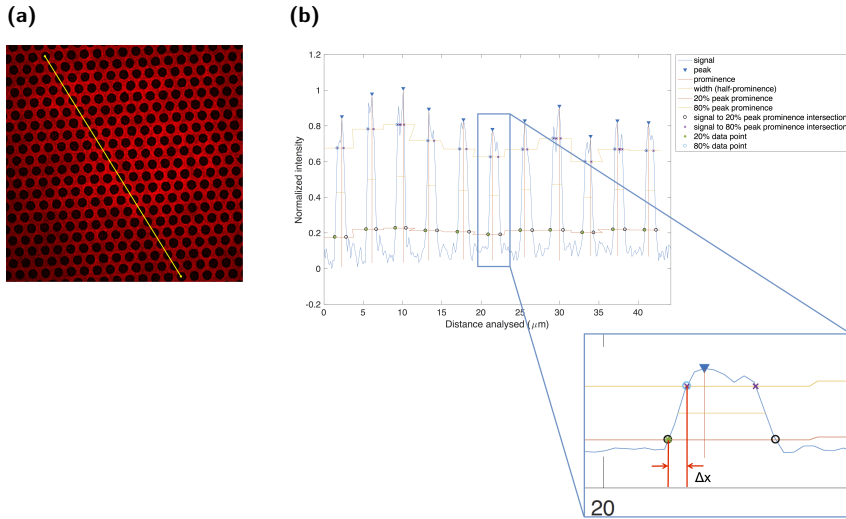 (a)
(b)
1.2
1
0.8
0.6
0.4
0.2
0
-0.2
Normalized intensity
0 5 10 15 20 25 30 35 40
Distance analysed (μm)
signal
peak
prominence
width (half-prominence)
20% peak prominence
80% peak prominence
signal to 20% peak prominence intersection
signal to 80% peak prominence intersection
20% data point
80% data point
Δx
20